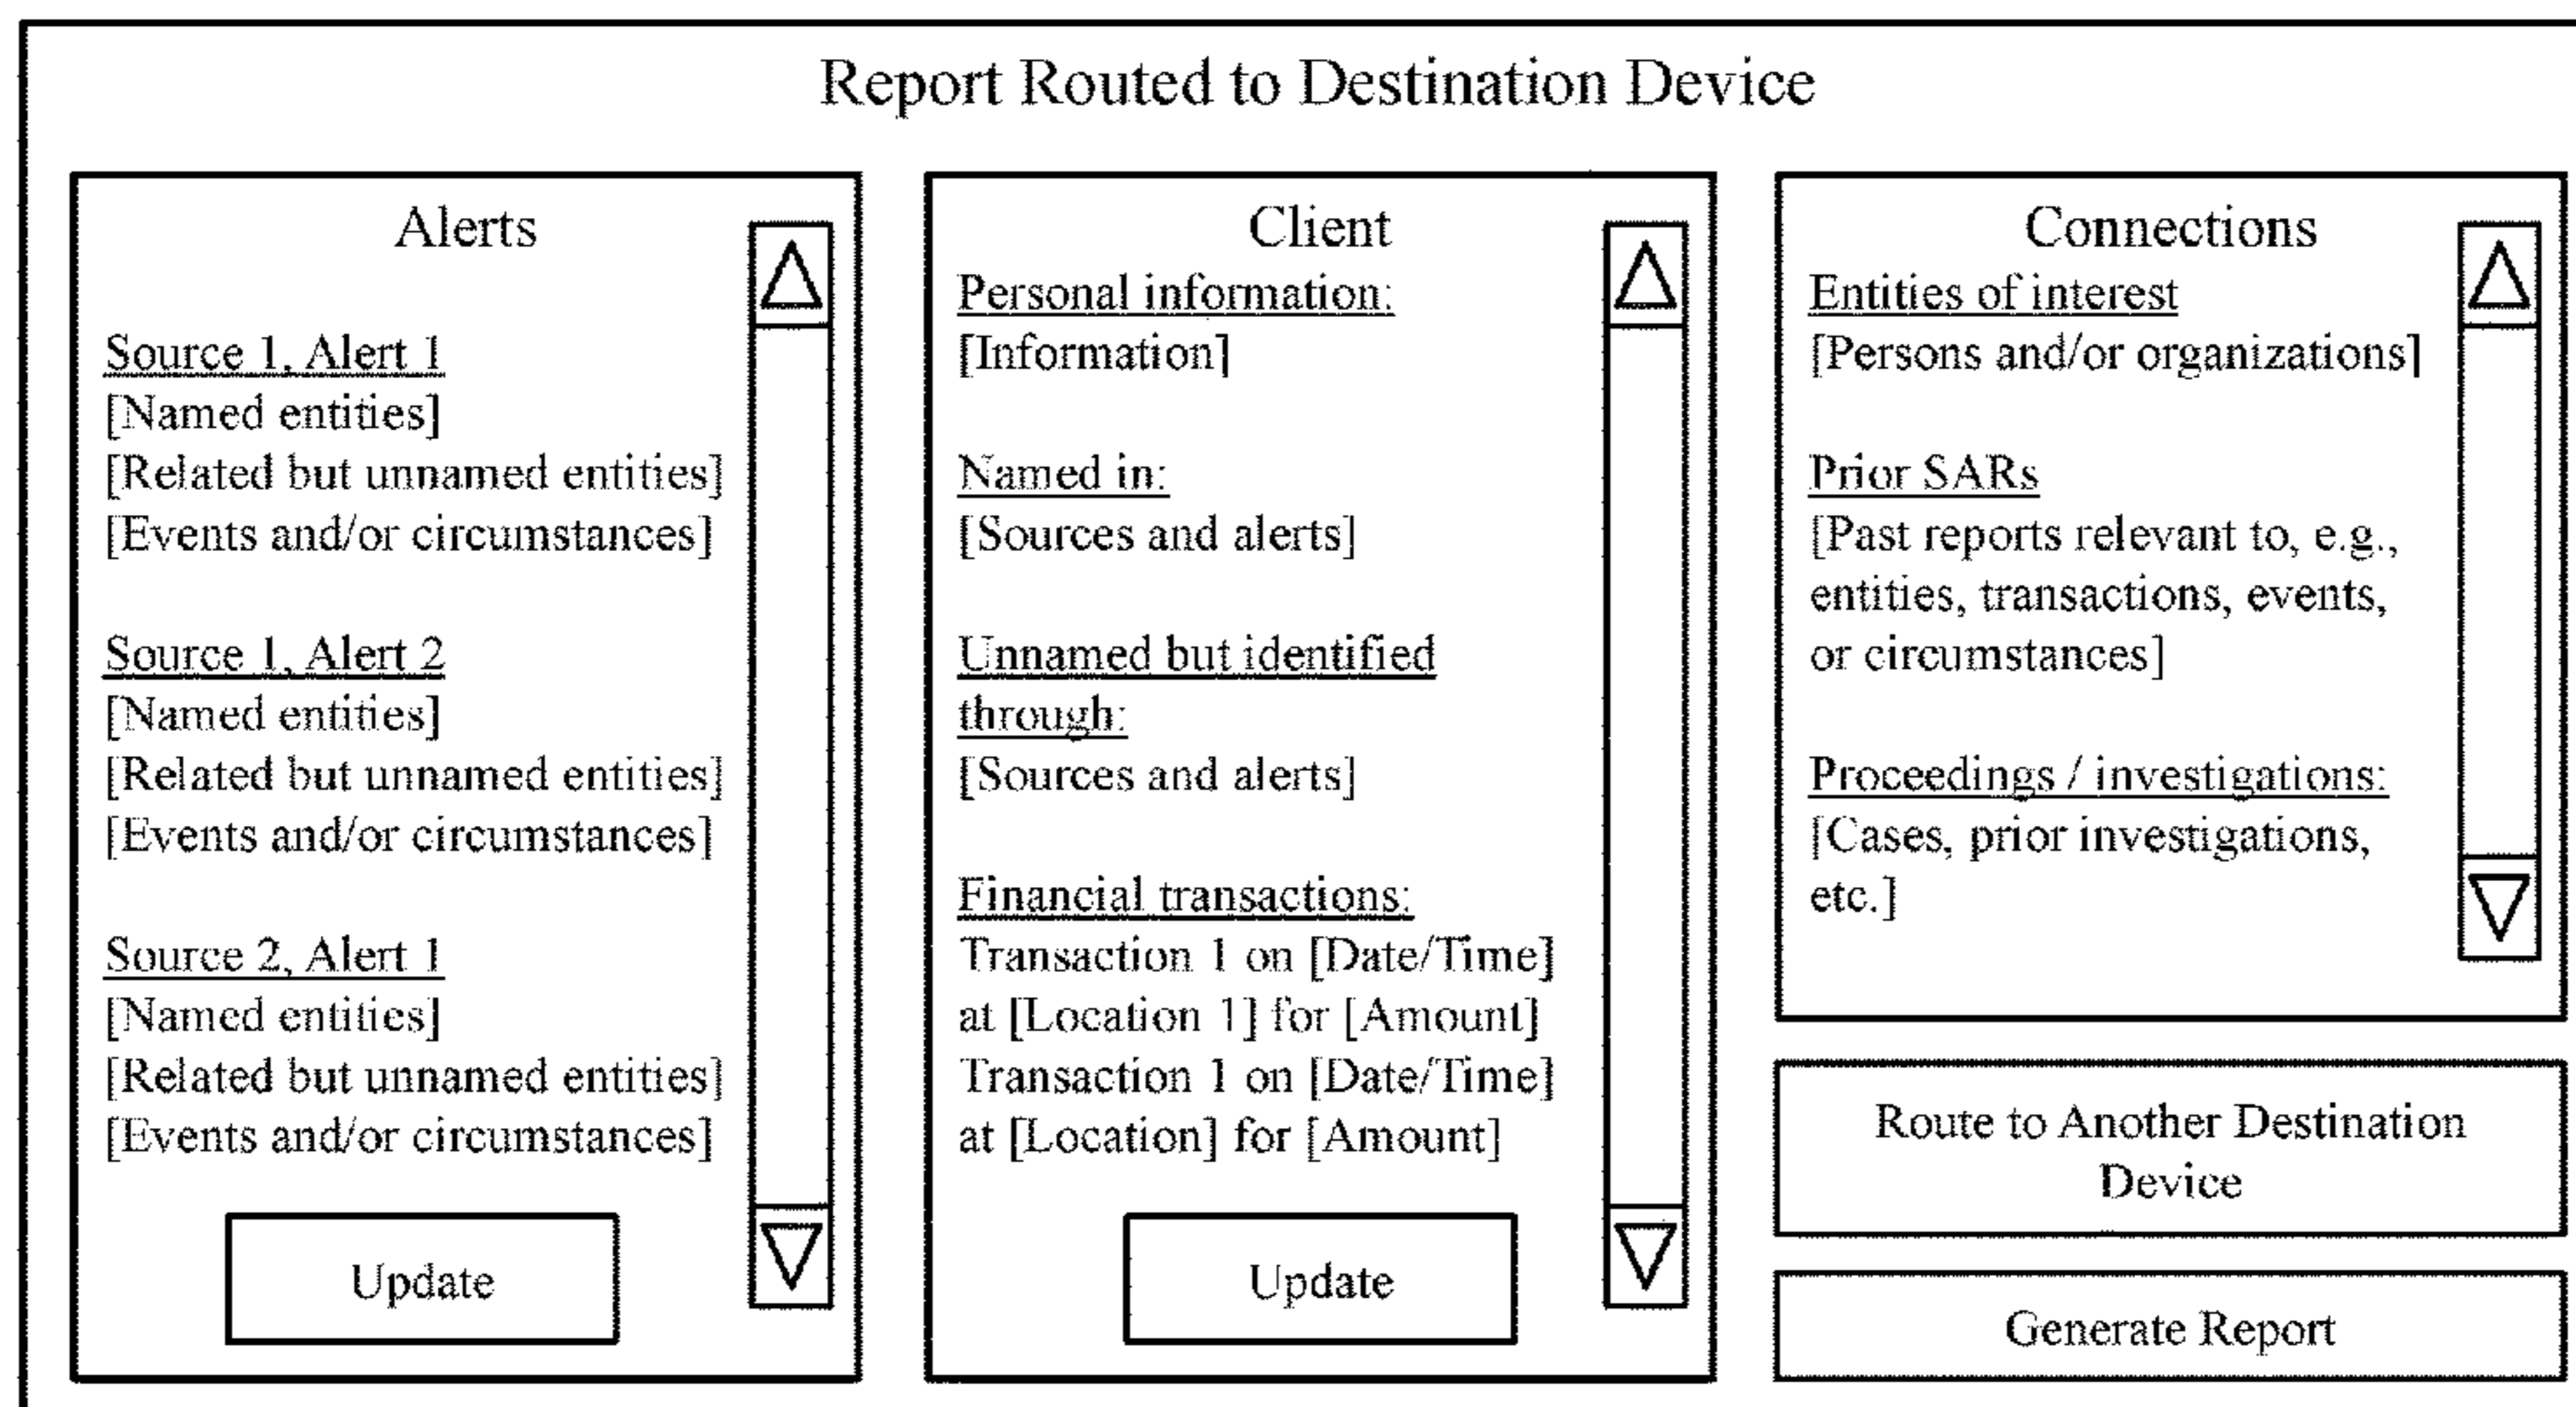 Report Routed to Destination Device
Alerts
Source 1, Alert 1
[Named entities]
[Related but unnamed entities]
[Events and/or circumstances]
Source 1, Alert 2
[Named entities]
[Related but unnamed entities]
[Events and/or circumstances]
Source 2, Alert 1
[Named entities]
[Related but unnamed entities]
[Events and/or circumstances]
Update
Client
Personal information:
[Information]
Named in:
[Sources and alerts]
Unnamed but identified
through:
[Sources and alerts]
Financial transactions:
Transaction 1 on [Date/Time]
at [Location 1] for [Amount]
Transaction 1 on [Date/Time]
at [Location] for [Amount]
Update
Connections
Entities of interest
[Persons and/or organizations]
Prior SARs
[Past reports relevant to, e.g.,
entities, transactions, events,
or circumstances]
Proceedings / investigations:
[Cases, prior investigations,
etc.]
Route to Another Destination
Device
Generate Report